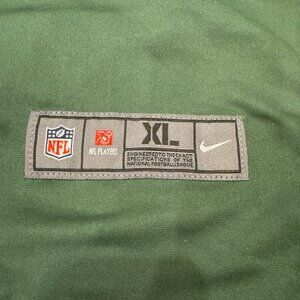 NFL
NFL PLAYERS
XL
ENGINEERED TO THE EXACT
SPECIFICATIONS OF THE
NATIONAL FOOTBALL LEAGUE